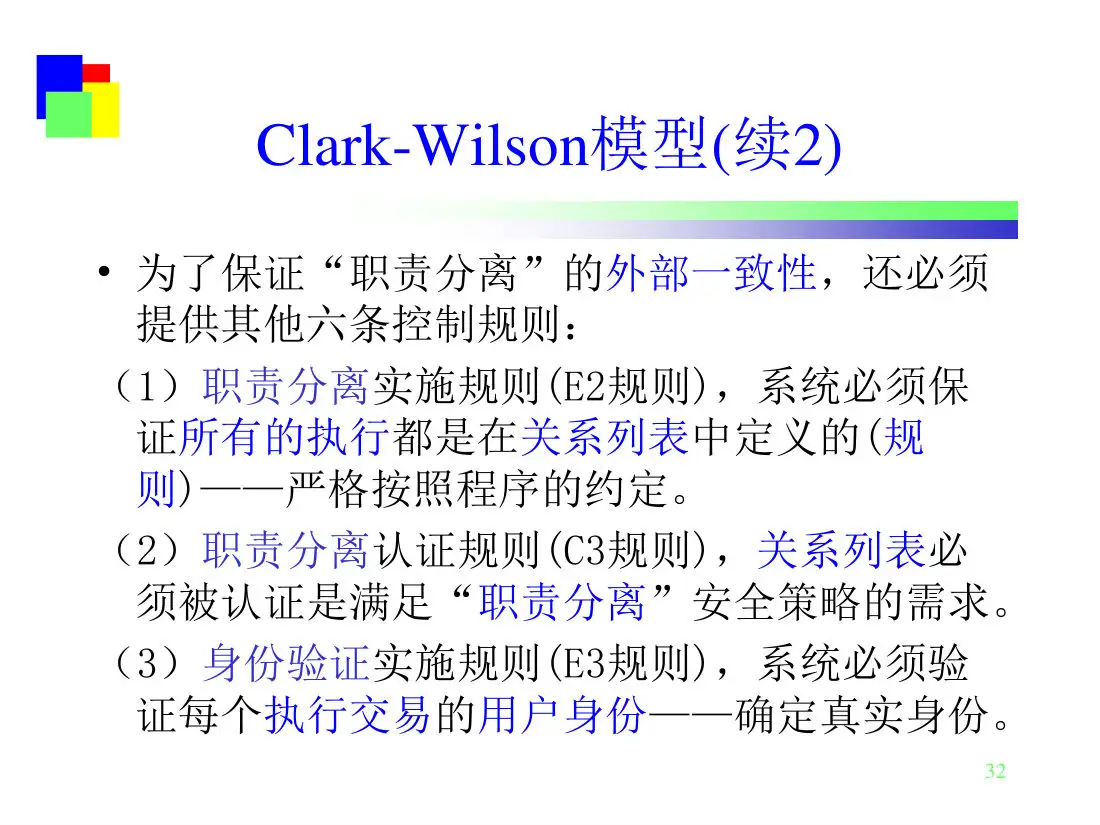 Clark-Wilson模型(续2)
• 为了保证“职责分离”的外部一致性，还必须
提供其他六条控制规则：
（1）职责分离实施规则(E2规则)，系统必须保
证所有的执行都是在关系列表中定义的(规
则)——严格按照程序的约定。
（2）职责分离认证规则(C3规则)，关系列表必
须被认证是满足“职责分离”安全策略的需求。
（3）身份验证实施规则(E3规则)，系统必须验
证每个执行交易的用户身份——确定真实身份。
32